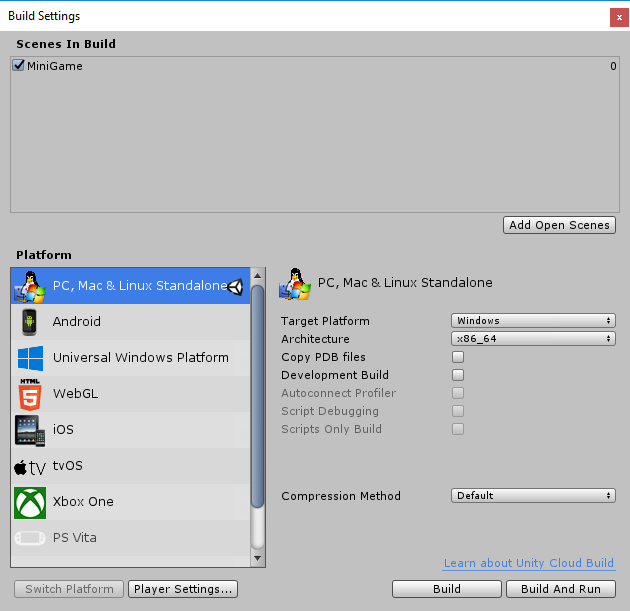 Build Settings
x
Scenes In Build
MiniGame 0
Add Open Scenes
Platform
PC, Mac & Linux Standalone
Android
Universal Windows Platform
HTML
5
WebGL
iOS
tv
tvOS
Xbox One
PS Vita
PC, Mac & Linux Standalone
Target Platform Windows
Architecture x86_64
Copy PDB files
Development Build
Autoconnect Profiler
Script Debugging
Scripts Only Build
Compression Method Default
Learn about Unity Cloud Build
Switch Platform Player Settings... Build Build And Run